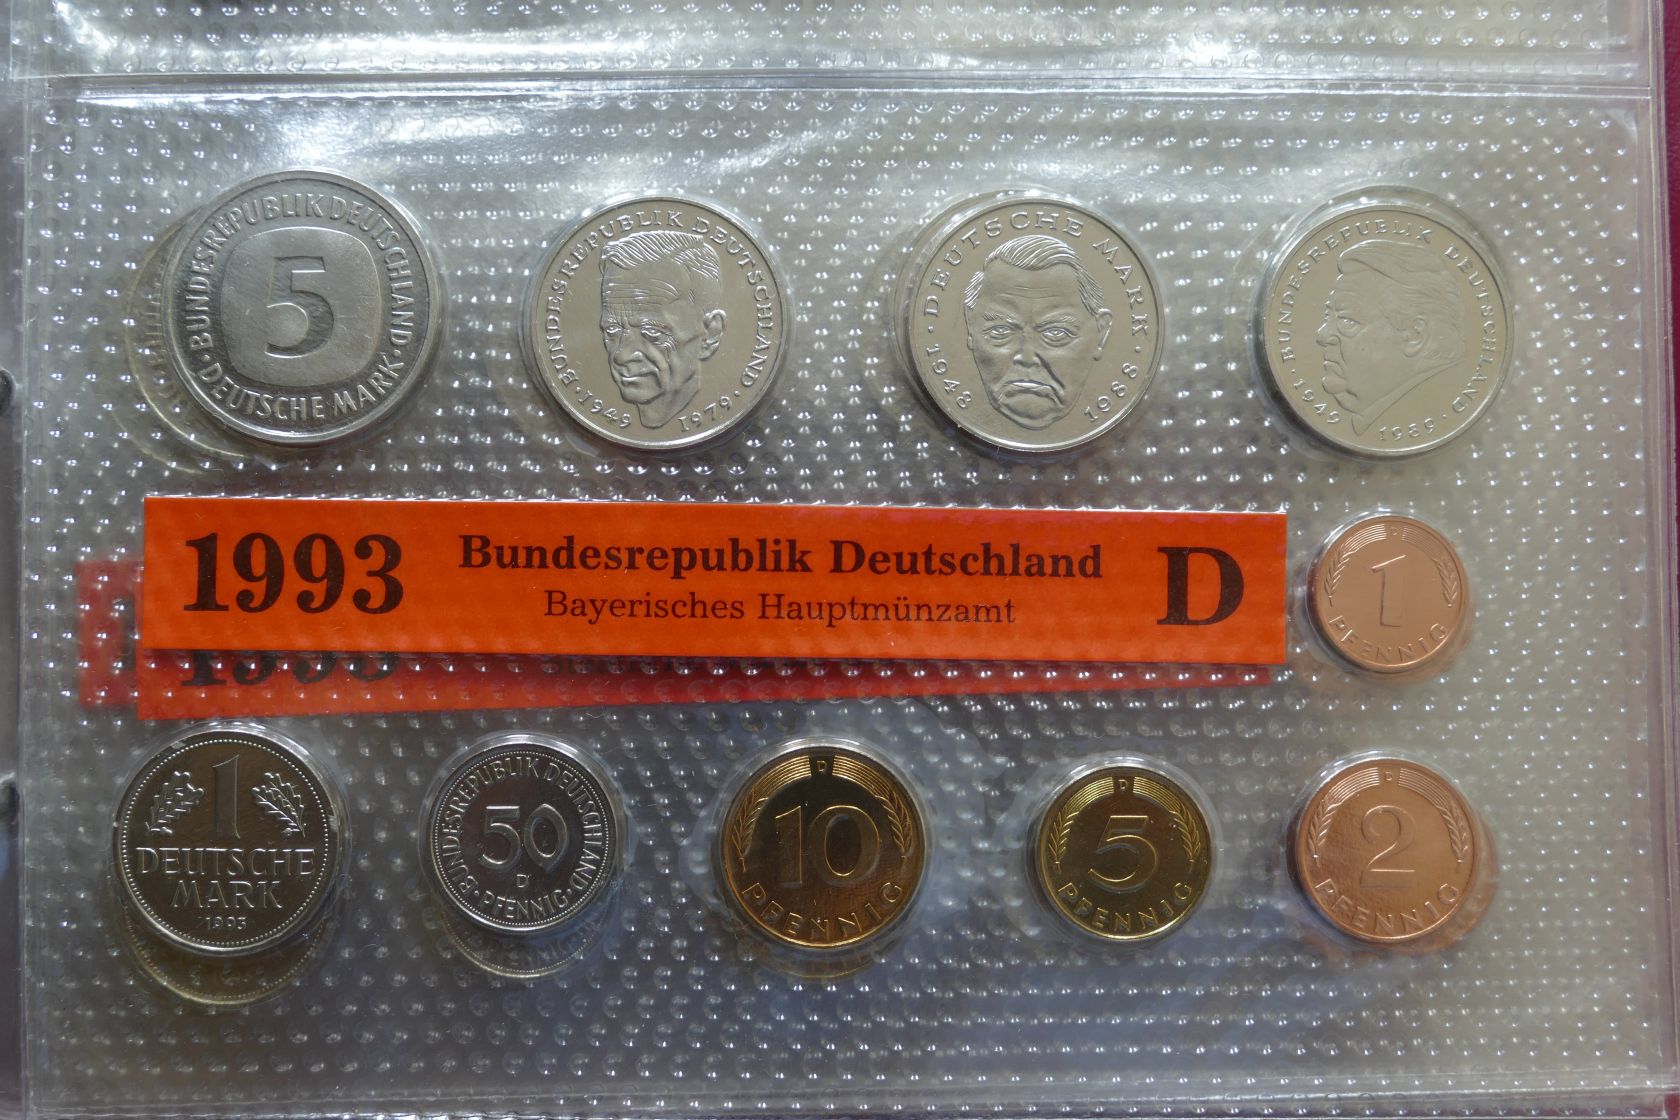 BUNDESREPUBLIK DEUTSCHLAND
5
DEUTSCHE MARK
BUNDESREPUBLIK DEUTSCHLAND
1949 1979
DEUTSCHE MARK
1948 1988
BUNDESREPUBLIK DEUTSCHLAND
1949 1989
1993 Bundesrepublik Deutschland D
Bayerisches Hauptmünzamt
D
1
PFENNIG
1
DEUTSCHE
MARK
1993
BUNDESREPUBLIK DEUTSCHLAND
50
D
PFENNIG
D
10
PFENNIG
D
5
PFENNIG
D
2
PFENNIG